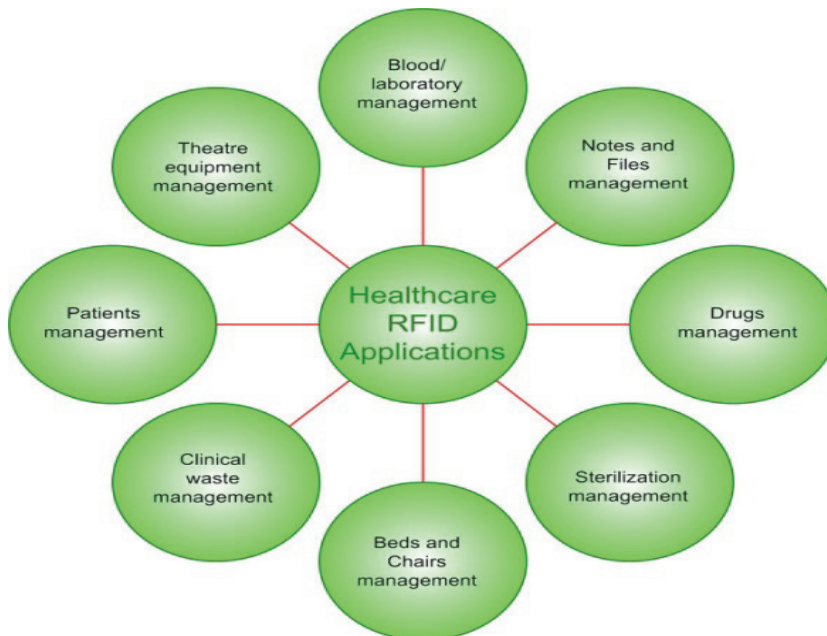 Blood/
laboratory
management
Theatre
equipment
management
Notes and
Files
management
Patients
management
Healthcare
RFID
Applications
Drugs
management
Clinical
waste
management
Sterilization
management
Beds and
Chairs
management